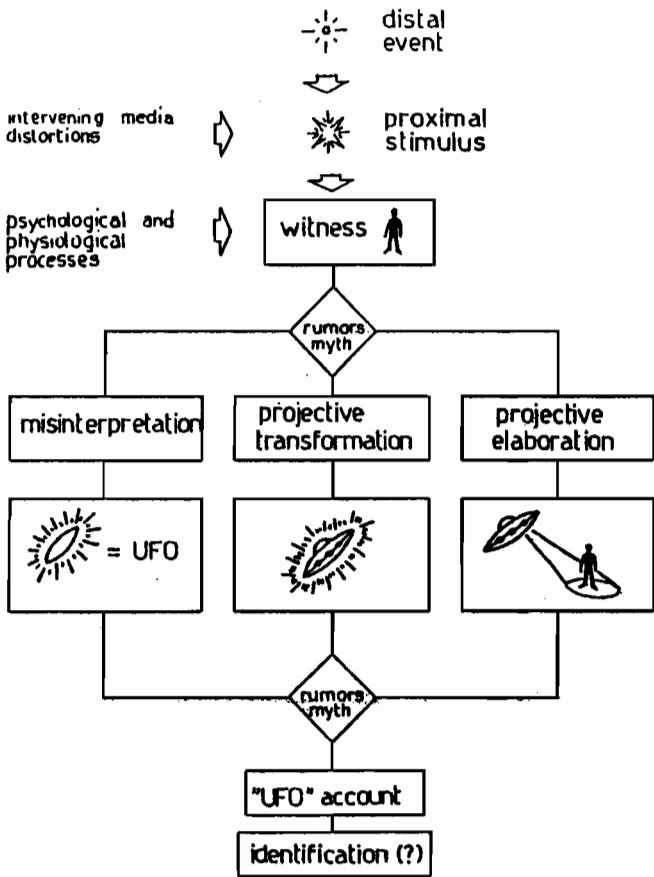 distal
event
intervening media
distortions
proximal
stimulus
psychological and
physiological
processes
witness
rumors
myth
misinterpretation
projective
transformation
projective
elaboration
= UFO
rumors
myth
"UFO" account
identification (?)